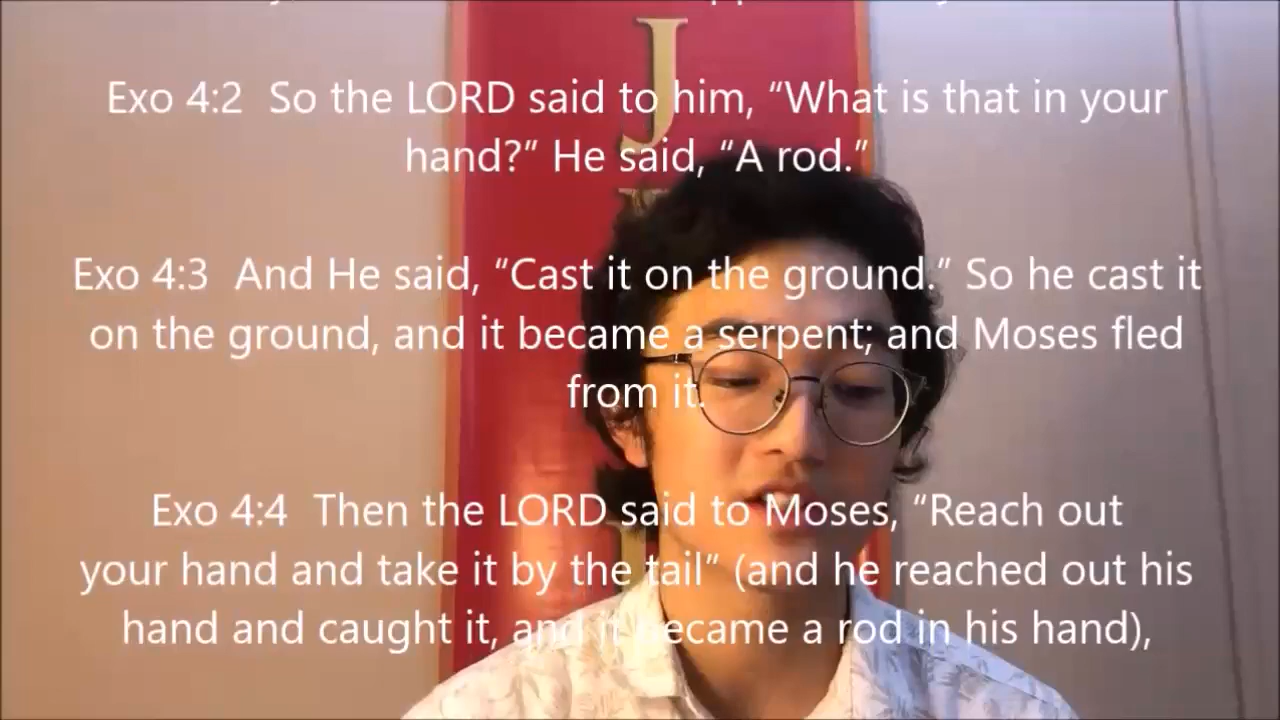 J
Exo 4:2  So the LORD said to him, “What is that in your
hand?” He said, “A rod.”
Exo 4:3  And He said, “Cast it on the ground.” So he cast it
on the ground, and it became a serpent; and Moses fled
from it.
Exo 4:4  Then the LORD said to Moses, “Reach out
your hand and take it by the tail” (and he reached out his
hand and caught it, and it became a rod in his hand),